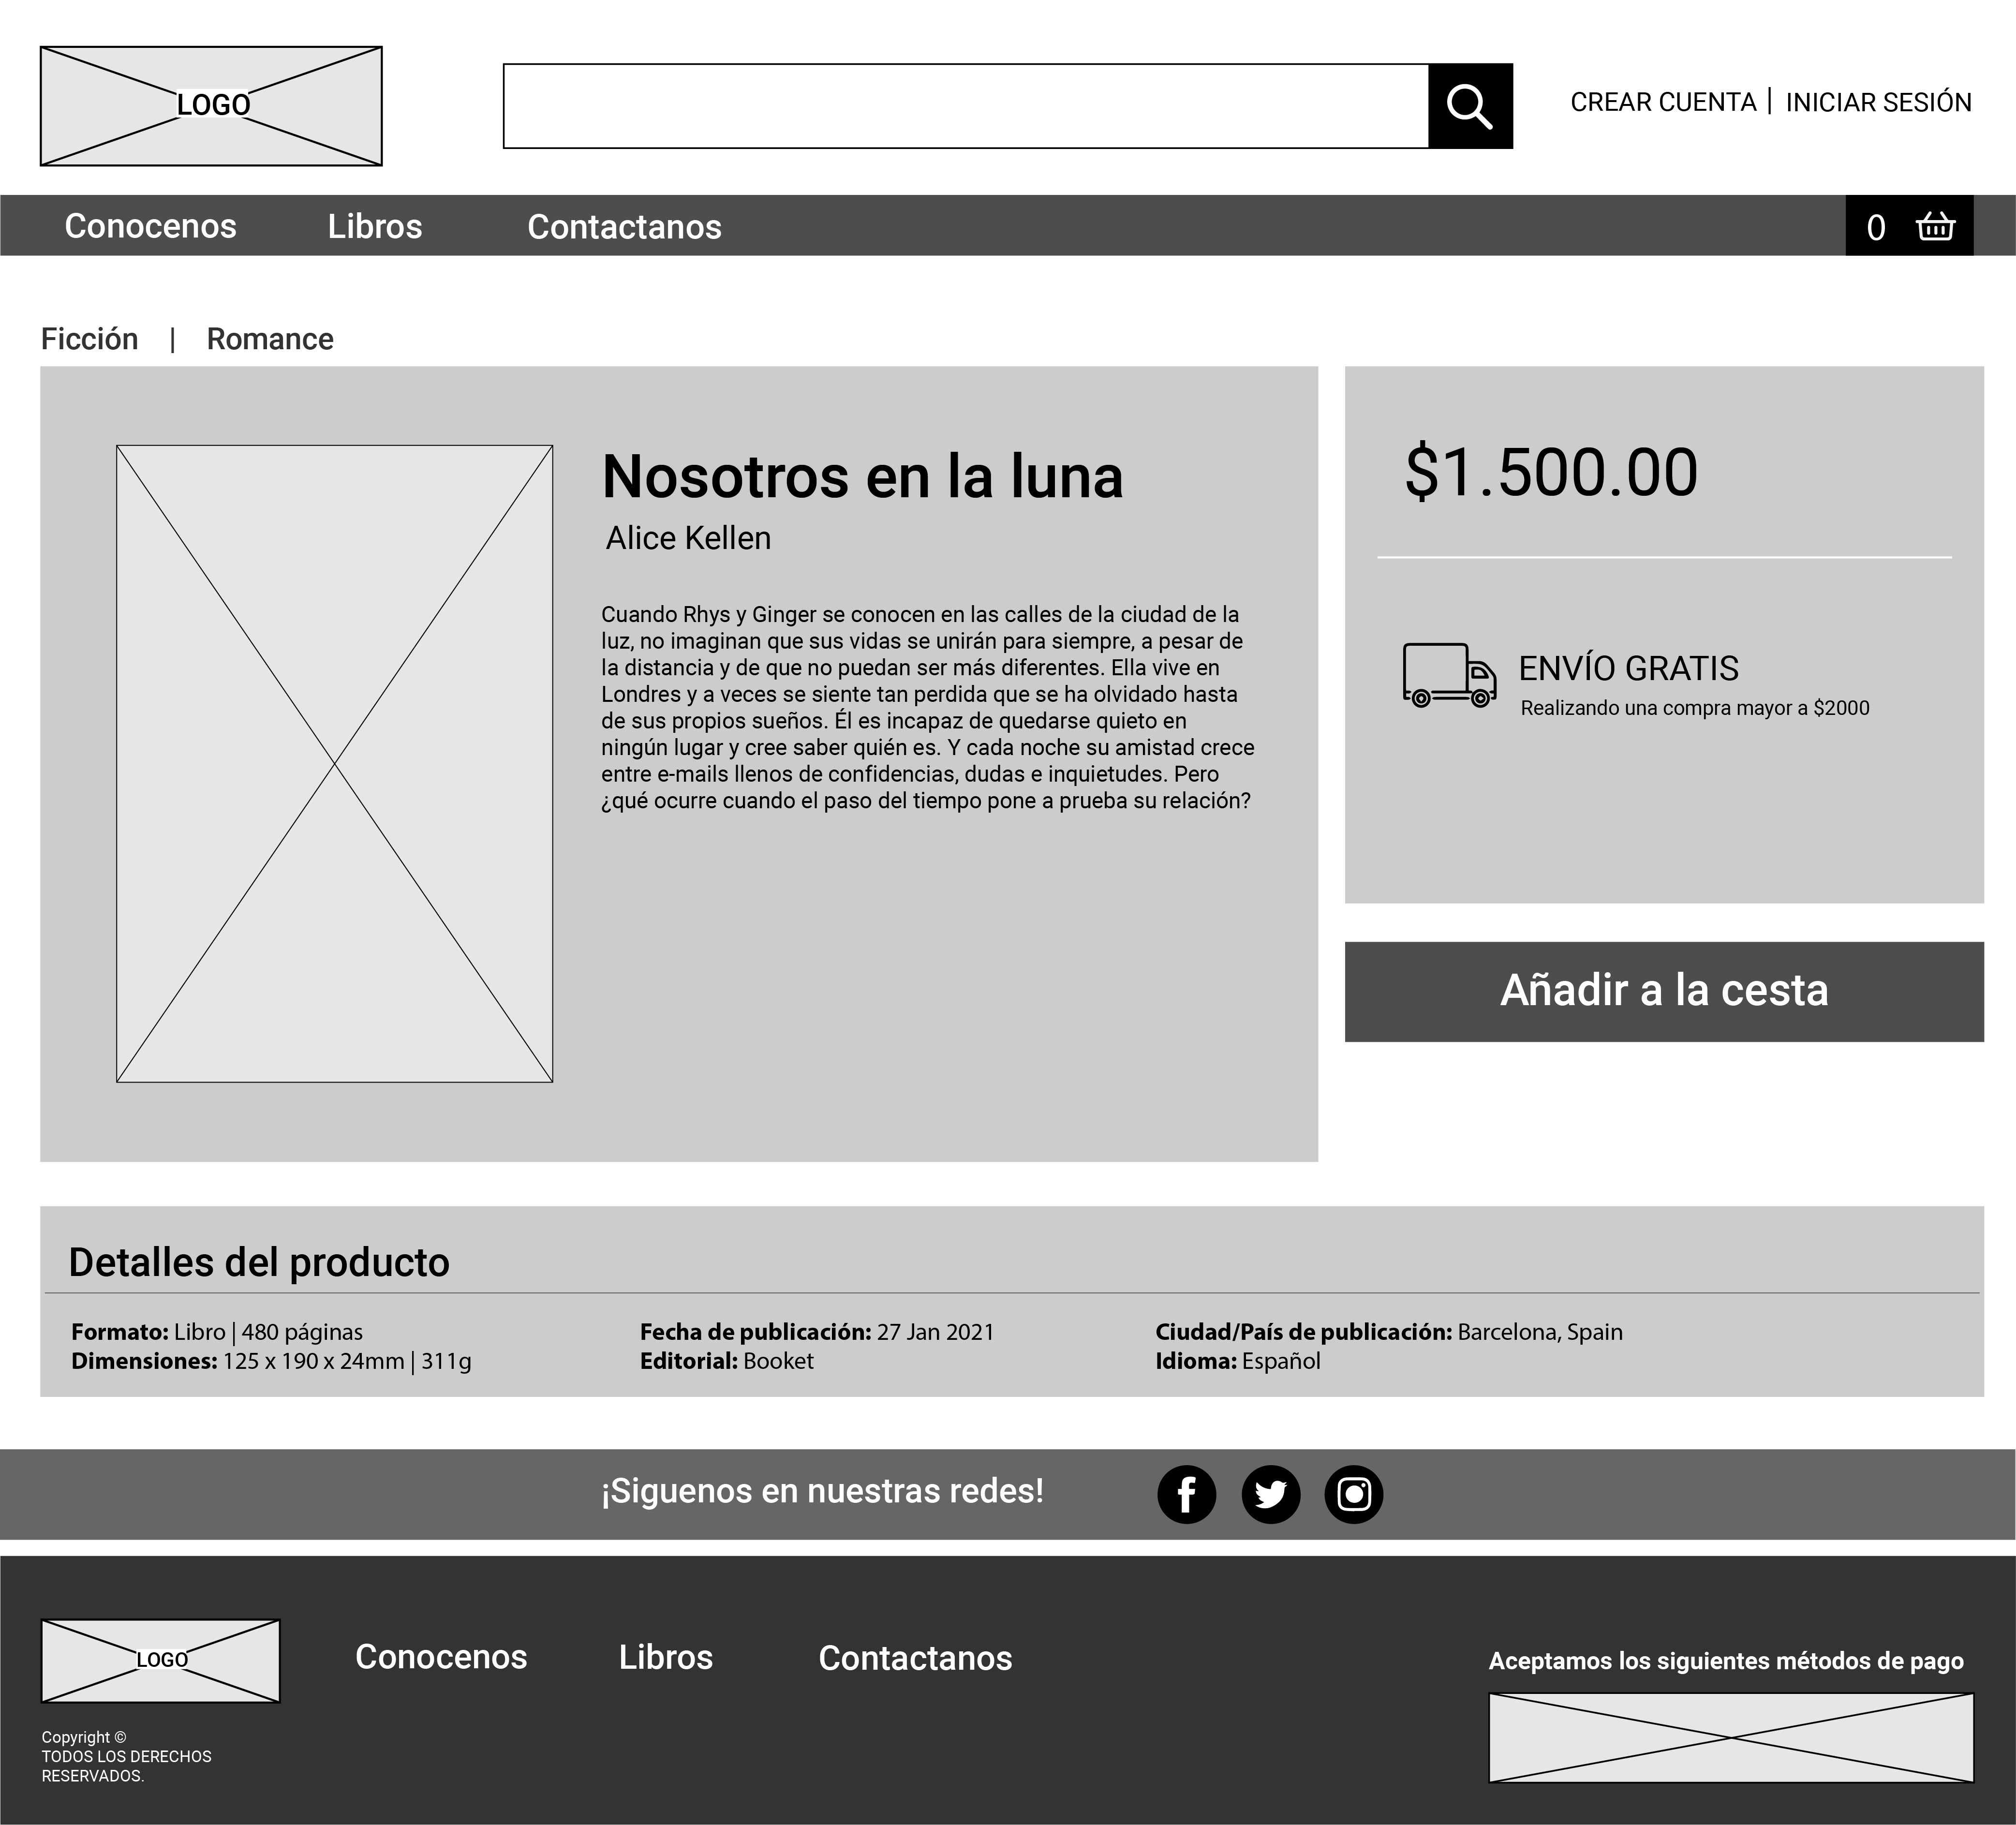 LOGO
CREAR CUENTA | INICIAR SESIÓN
Conocenos
Libros
Contactanos
0
Ficción | Romance
Nosotros en la luna
Alice Kellen
Cuando Rhys y Ginger se conocen en las calles de la ciudad de la
luz, no imaginan que sus vidas se unirán para siempre, a pesar de
la distancia y de que no puedan ser más diferentes. Ella vive en
Londres y a veces se siente tan perdida que se ha olvidado hasta
de sus propios sueños. Él es incapaz de quedarse quieto en
ningún lugar y cree saber quién es. Y cada noche su amistad crece
entre e-mails llenos de confidencias, dudas e inquietudes. Pero
¿qué ocurre cuando el paso del tiempo pone a prueba su relación?
$1.500.00
ENVÍO GRATIS
Realizando una compra mayor a $2000
Añadir a la cesta
Detalles del producto
Formato: Libro | 480 páginas
Dimensiones: 125 x 190 x 24mm | 311g
Fecha de publicación: 27 Jan 2021
Editorial: Booket
Ciudad/País de publicación: Barcelona, Spain
Idioma: Español
¡Siguenos en nuestras redes!
LOGO
Conocenos
Libros
Contactanos
Copyright ©
TODOS LOS DERECHOS
RESERVADOS.
Aceptamos los siguientes métodos de pago